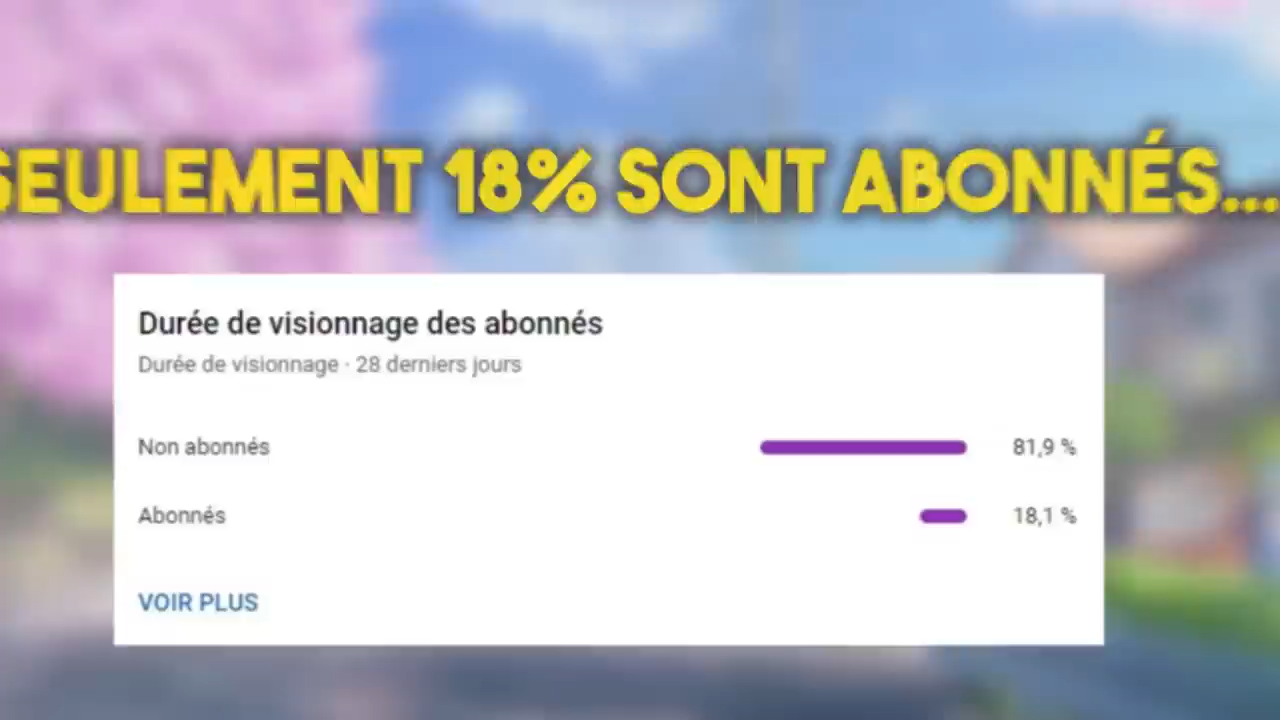 SEULEMENT 18% SONT ABONNÉS...
Durée de visionnage des abonnés
Durée de visionnage · 28 derniers jours
Non abonnés 81,9 %
Abonnés 18,1 %
VOIR PLUS